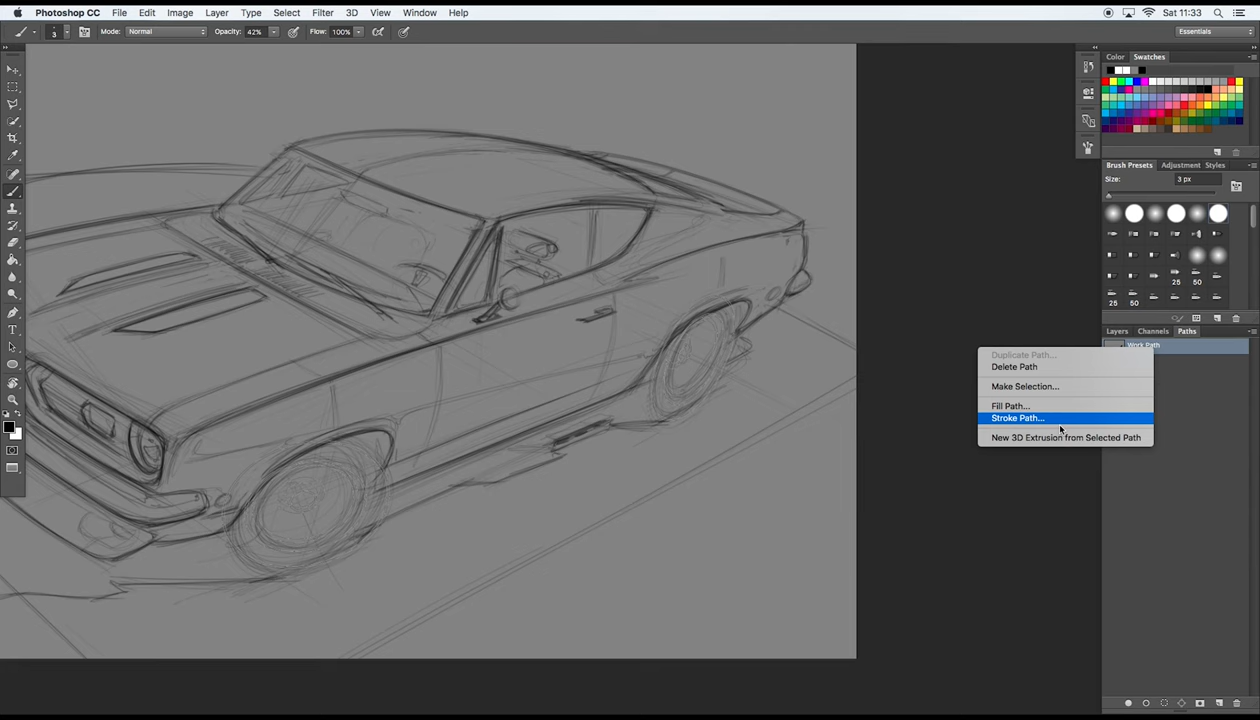 Photoshop CC File Edit Image Layer Type Select Filter 3D View Window Help Sat 11:33
3 Mode: Normal Opacity: 42% Flow: 100% Essentials
Color Swatches
Brush Presets Adjustment Styles
Size: 3 px
25 50
25 50
Layers Channels Paths
Work Path
Duplicate Path...
Delete Path
Make Selection...
Fill Path...
Stroke Path...
New 3D Extrusion from Selected Path